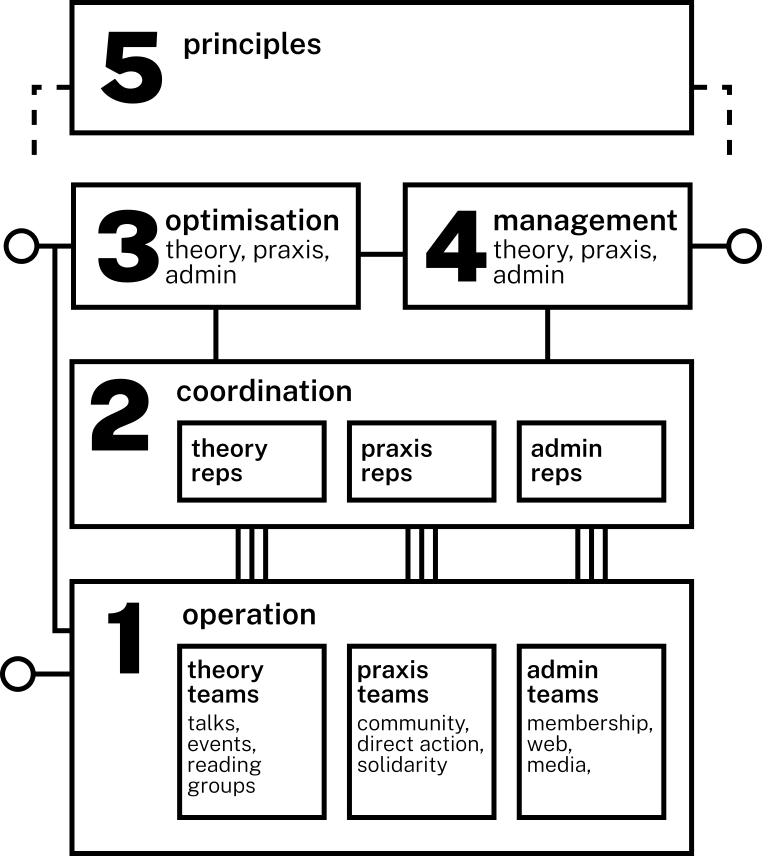 5 principles
3 optimisation
theory, praxis,
admin
4 management
theory, praxis,
admin
2 coordination
theory
reps
praxis
reps
admin
reps
1 operation
theory
teams
talks,
events,
reading
groups
praxis
teams
community,
direct action,
solidarity
admin
teams
membership,
web,
media,